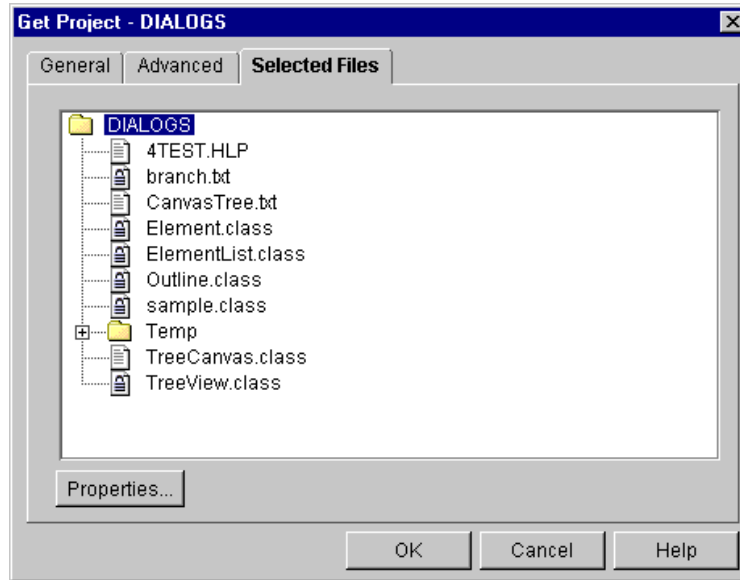 Get Project - DIALOGS
General Advanced Selected Files
DIALOGS
4TEST.HLP
branch.txt
CanvasTree.txt
Element.class
ElementList.class
Outline.class
sample.class
Temp
TreeCanvas.class
TreeView.class
Properties...
OK Cancel Help